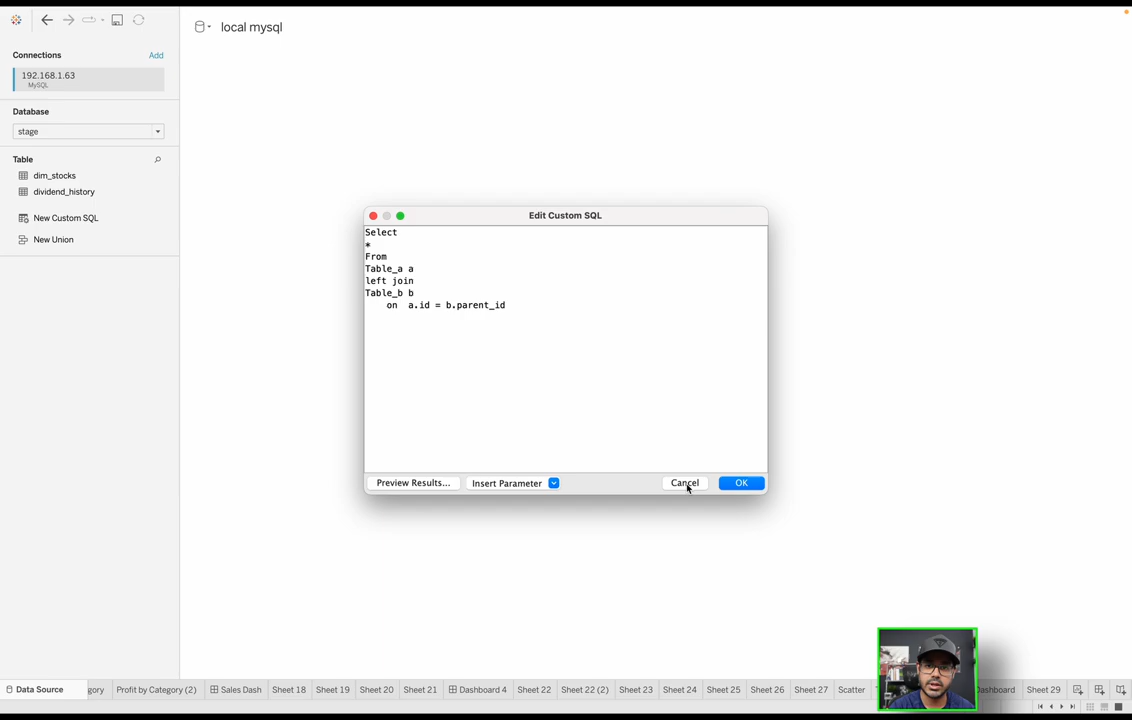 local mysql
Connections
Add
192.168.1.63
MySQL
Database
stage
Table
dim_stocks
dividend_history
New Custom SQL
New Union
Edit Custom SQL
Select
*
From
Table_a a
left join
Table_b b
on a.id = b.parent_id
Preview Results...
Insert Parameter
Cancel
OK
Data Source
gory
Profit by Category (2)
Sales Dash
Sheet 18
Sheet 19
Sheet 20
Sheet 21
Dashboard 4
Sheet 22
Sheet 22 (2)
Sheet 23
Sheet 24
Sheet 25
Sheet 26
Sheet 27
Scatter
ashboard
Sheet 29